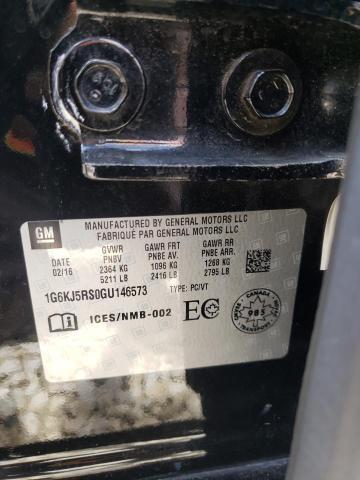 GM
MANUFACTURED BY GENERAL MOTORS LLC
FABRIQUÉ PAR GENERAL MOTORS LLC
DATE GVWR GAWR FRT GAWR RR
PNBV PNBE AV. PNBE ARR.
02/16 2364 KG 1096 KG 1268 KG
5211 LB 2416 LB 2795 LB
1G6KJ5RS0GU146573 TYPE: PC/VT
ICES/NMB-002 EC
CANADA
985